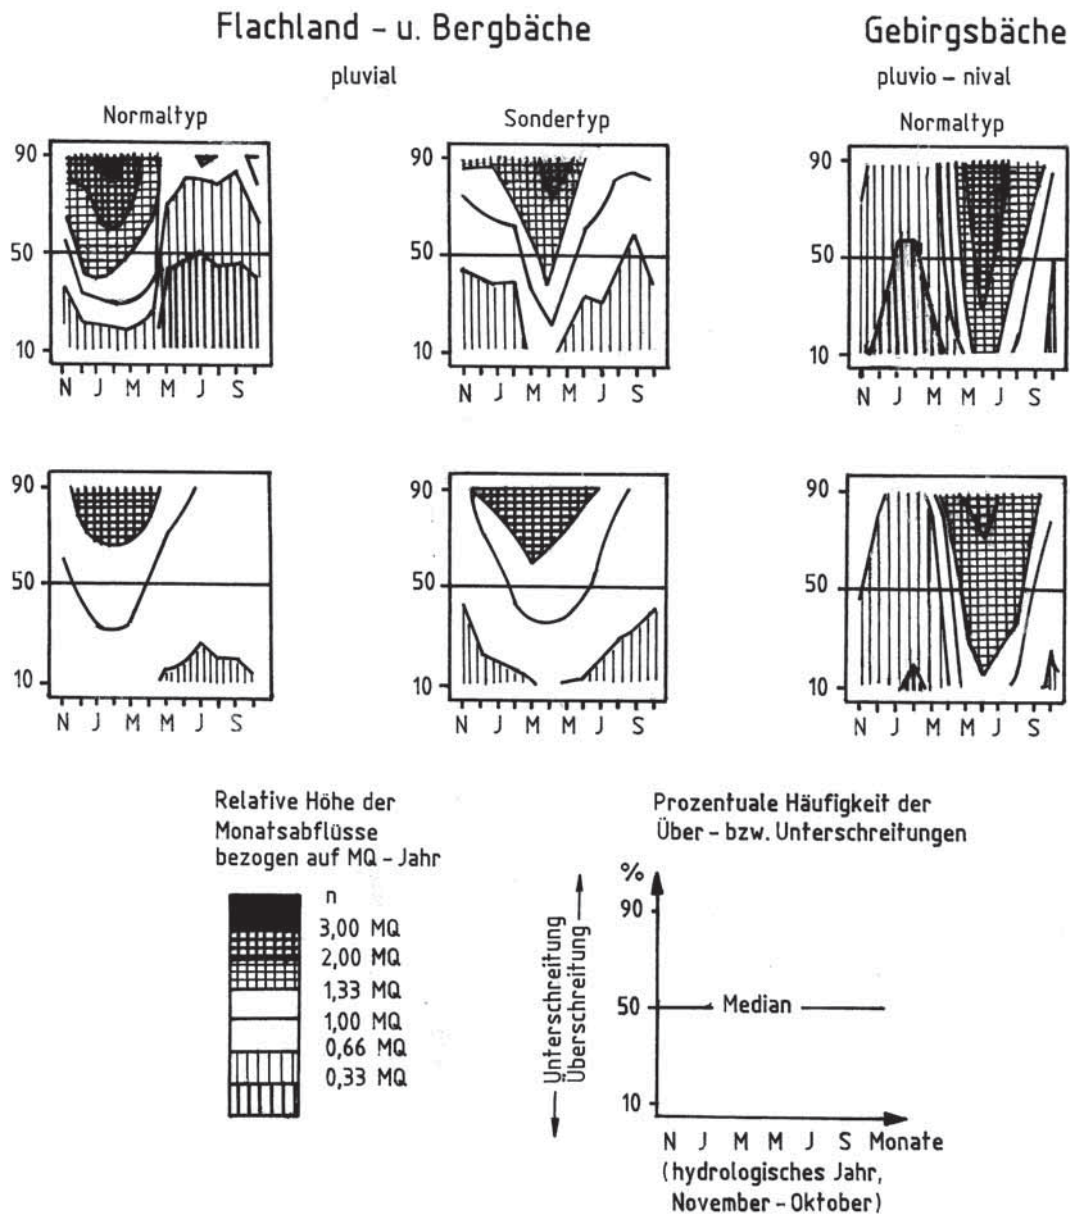 Flachland - u. Bergbäche
Gebirgsbäche
pluvial
pluvio - nival
Normaltyp
Sondertyp
Normaltyp
90
50
10
N J M M J S
90
50
10
N J M M J S
90
50
10
N J M M J S
90
50
10
N J M M J S
90
50
10
N J M M J S
90
50
10
N J M M J S
Relative Höhe der
Monatsabflüsse
bezogen auf MQ - Jahr
n
3,00 MQ
2,00 MQ
1,33 MQ
1,00 MQ
0,66 MQ
0,33 MQ
Prozentuale Häufigkeit der
Über - bzw. Unterschreitungen
%
90
50
10
Median
Unterschreitung
Überschreitung
N J M M J S Monate
(hydrologisches Jahr,
November - Oktober)